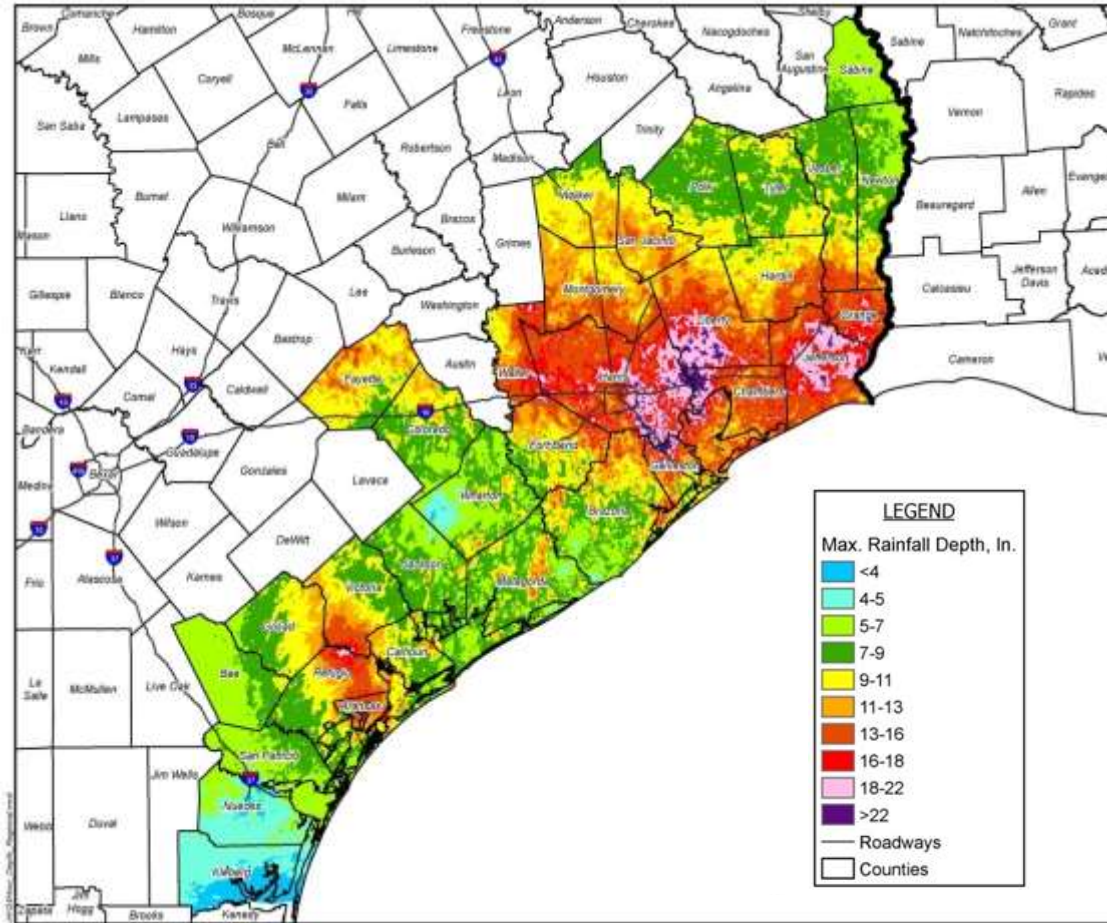 Comanche
Bosque
Hill
Anderson
Cherokee
Shelby
Brown
Hamilton
Freestone
Nacogdoches
Sabine
Natchitoches
Grant
Mills
McLennan
Limestone
San
Augustine
Sabine
Coryell
Leon
Houston
Angelina
Rapides
Falls
Vernon
San Saba
Lampasas
Trinity
Bell
Robertson
Madison
Polk
Tyler
Jasper
Newton
Allen
Burnet
Milam
Walker
Beauregard
Llano
Brazos
Mason
Williamson
Grimes
San Jacinto
Burleson
Hardin
Jefferson
Davis
Gillespie
Blanco
Travis
Lee
Washington
Montgomery
Calcasieu
Liberty
Orange
Hays
Bastrop
Austin
Jefferson
Cameron
Kendall
Waller
Harris
Fayette
Chambers
Comal
Caldwell
Colorado
Bandera
Guadalupe
Fort Bend
Galveston
Bexar
Gonzales
Lavaca
Wharton
Medina
Brazoria
Wilson
DeWitt
Jackson
Matagorda
Frio
Atascosa
Karnes
Victoria
Goliad
Calhoun
Bee
Refugio
La
Salle
McMullen
Live Oak
Aransas
San Patricio
Jim Wells
Nueces
Webb
Duval
Kleberg
Jim
Hogg
Zapata
Brooks
Kenedy
LEGEND
Max. Rainfall Depth, In.
<4
4-5
5-7
7-9
9-11
11-13
13-16
16-18
18-22
>22
Roadways
Counties